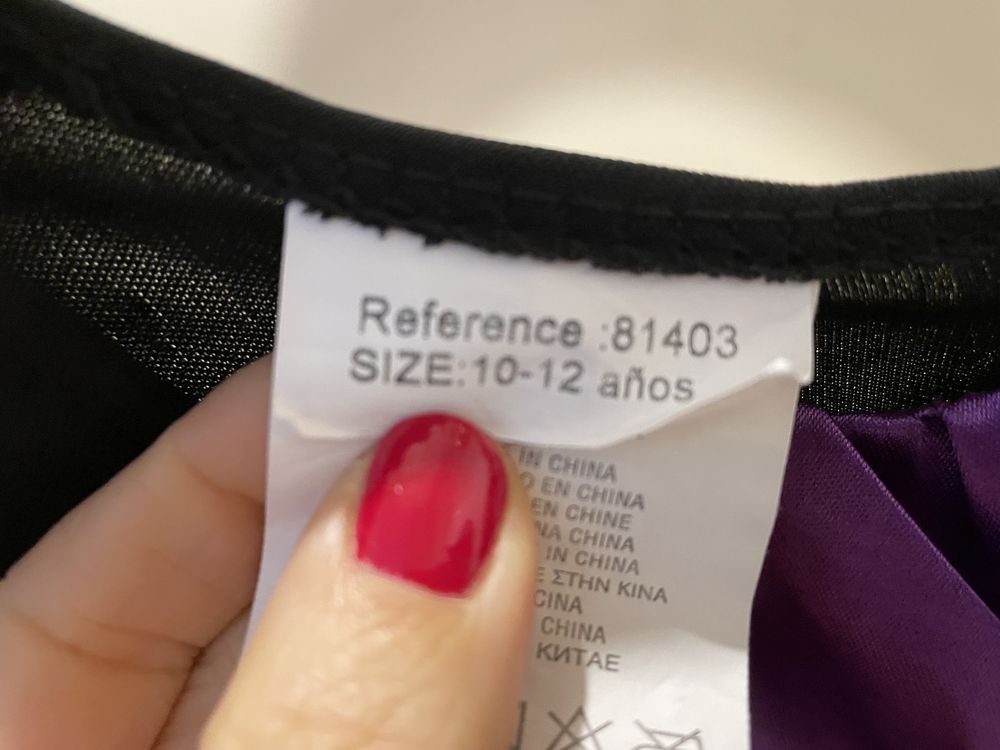 Reference :81403
SIZE:10-12 años
IN CHINA
EN CHINA
EN CHINE
CHINA
IN CHINA
ΣΤΗΝ ΚΙΝΑ
CINA
CHINA
КИТАЕ